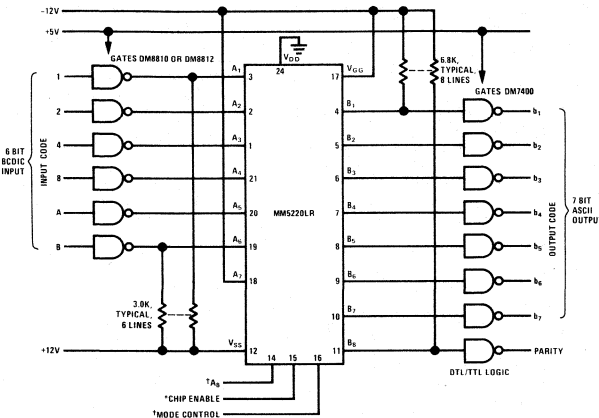 -12V
+5V
GATES DM8810 OR DM8812
VDD
24
1
A1
3
VGG
17
6.8K,
TYPICAL,
8 LINES
GATES DM7400
2
A2
2
B1
4
b1
4
A3
1
B2
5
b2
8
A4
21
B3
6
b3
A
A5
20
B4
7
b4
B
A6
19
B5
8
b5
A7
18
B6
9
b6
B7
10
b7
6 BIT
BCDIC
INPUT
INPUT CODE
MM5220LR
OUTPUT CODE
7 BIT
ASCII
OUTPU
3.0K,
TYPICAL,
6 LINES
+12V
VSS
12
14
15
16
B8
11
PARITY
DTL/TTL LOGIC
†A8
*CHIP ENABLE
†MODE CONTROL